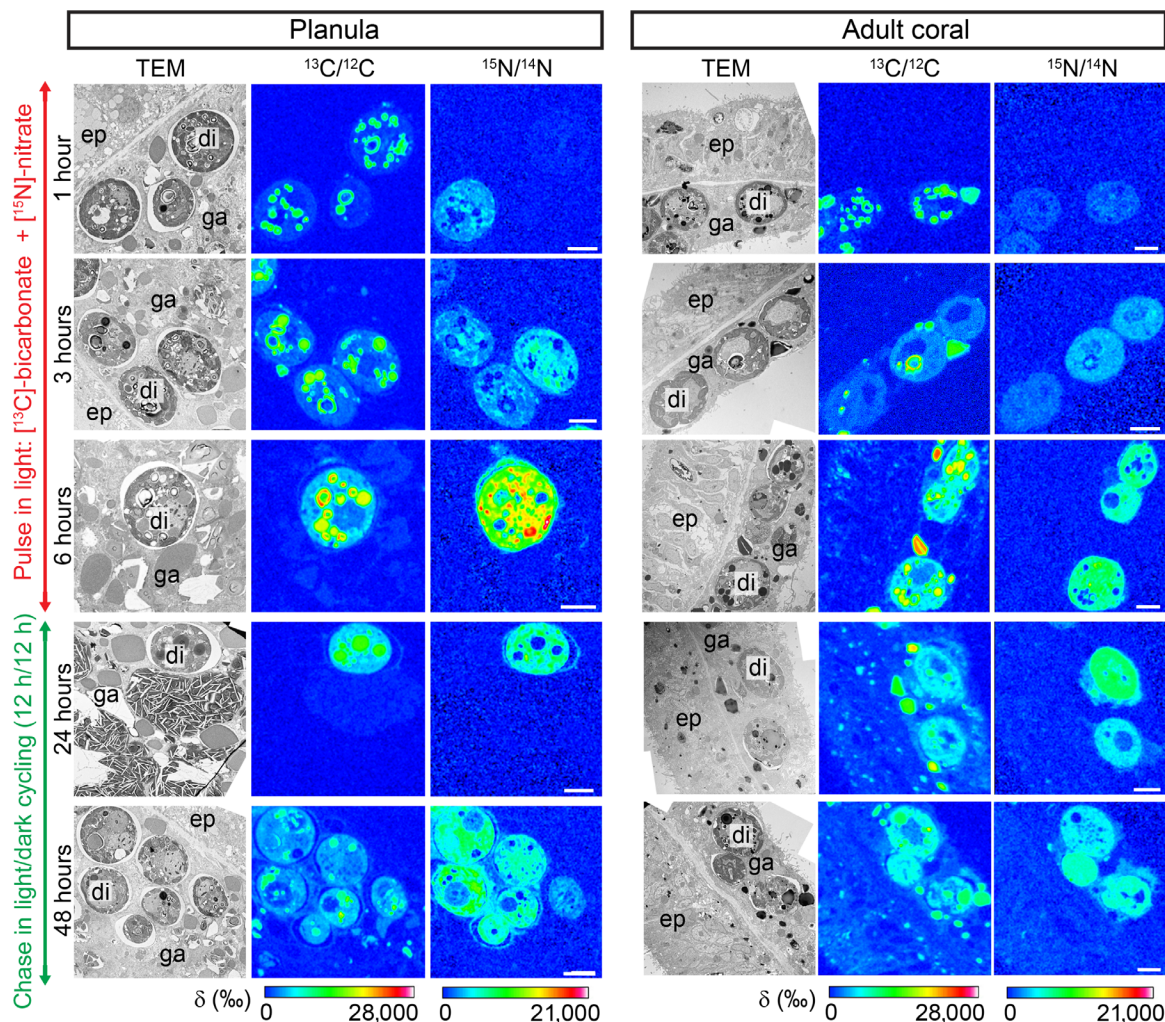 Planula
Adult coral
TEM ¹³C/¹²C ¹⁵N/¹⁴N
TEM ¹³C/¹²C ¹⁵N/¹⁴N
Pulse in light: [¹³C]-bicarbonate + [¹⁵N]-nitrate
1 hour
ep
di
ga
ep
di
ga
3 hours
ga
di
ep
ep
ga
di
6 hours
di
ga
ep
ga
di
Chase in light/dark cycling (12 h/12 h)
24 hours
di
ga
ga
di
ep
48 hours
ep
di
ga
di
ga
ep
δ (‰)
0 28,000
0 21,000
δ (‰)
0 28,000
0 21,000